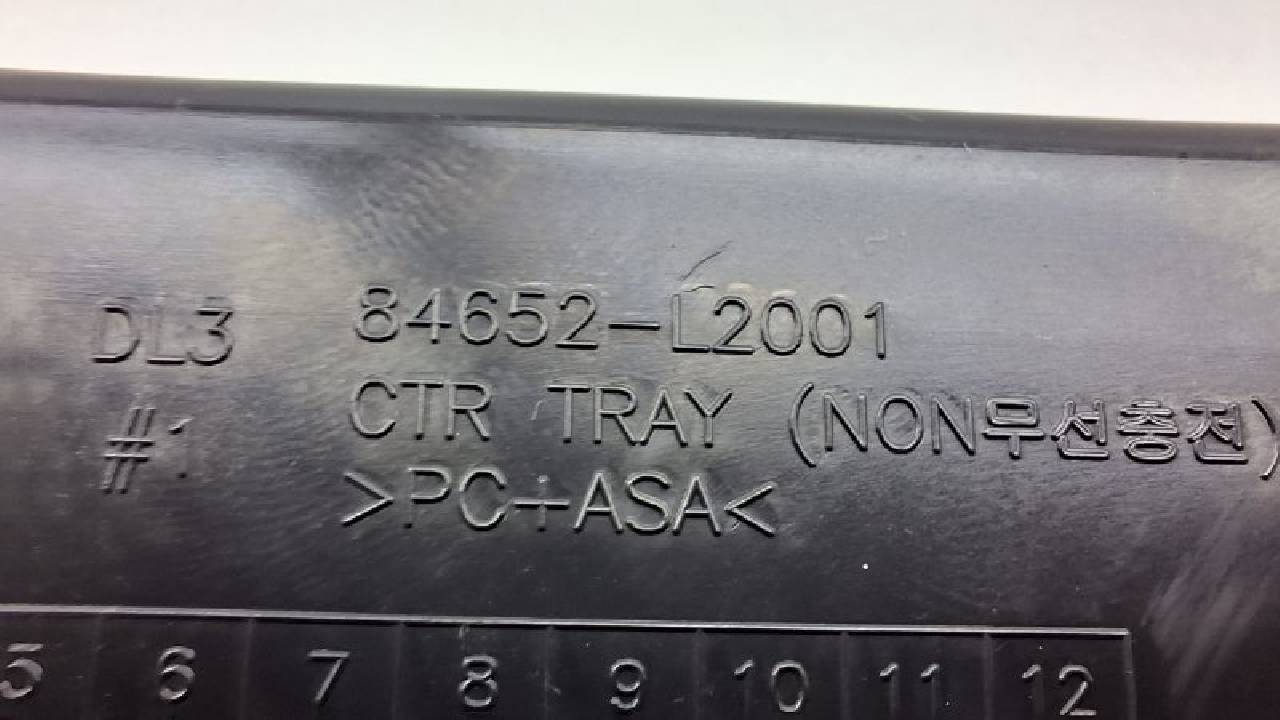 DL3 84652-L2001
#1 CTR TRAY (NON무선충전)
>PC+ASA<
5 6 7 8 9 10 11 12